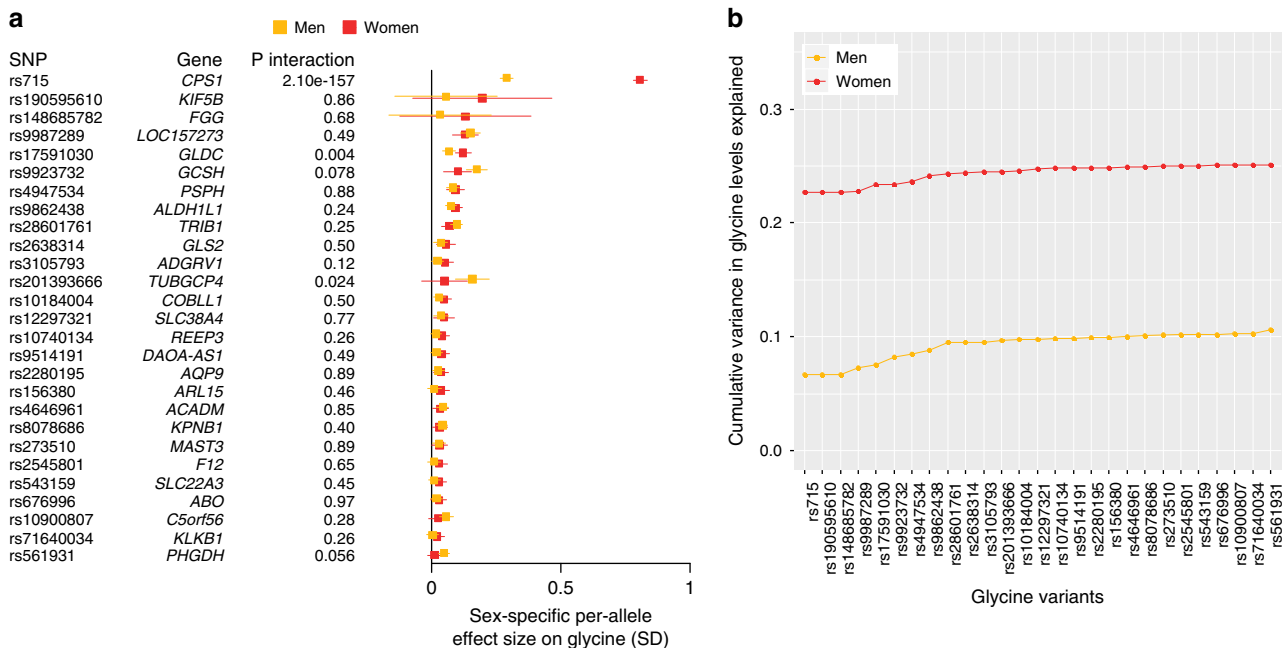 a
Men Women
SNP Gene P interaction
rs715 CPS1 2.10e-157
rs190595610 KIF5B 0.86
rs148685782 FGG 0.68
rs9987289 LOC157273 0.49
rs17591030 GLDC 0.004
rs9923732 GCSH 0.078
rs4947534 PSPH 0.88
rs9862438 ALDH1L1 0.24
rs28601761 TRIB1 0.25
rs2638314 GLS2 0.50
rs3105793 ADGRV1 0.12
rs201393666 TUBGCP4 0.024
rs10184004 COBLL1 0.50
rs12297321 SLC38A4 0.77
rs10740134 REEP3 0.26
rs9514191 DAOA-AS1 0.49
rs2280195 AQP9 0.89
rs156380 ARL15 0.46
rs4646961 ACADM 0.85
rs8078686 KPNB1 0.40
rs273510 MAST3 0.89
rs2545801 F12 0.65
rs543159 SLC22A3 0.45
rs676996 ABO 0.97
rs10900807 C5orf56 0.28
rs71640034 KLKB1 0.26
rs561931 PHGDH 0.056
0 1
Sex-specific per-allele
effect size on glycine (SD)
b
Men
Women
Cumulative variance in glycine levels explained
0.3
0.2
0.1
0.0
rs715
rs190595610
rs148685782
rs9987289
rs17591030
rs9923732
rs4947534
rs9862438
rs28601761
rs2638314
rs3105793
rs201393666
rs10184004
rs12297321
rs10740134
rs9514191
rs2280195
rs156380
rs4646961
rs8078686
rs273510
rs2545801
rs543159
rs676996
rs10900807
rs71640034
rs561931
Glycine variants